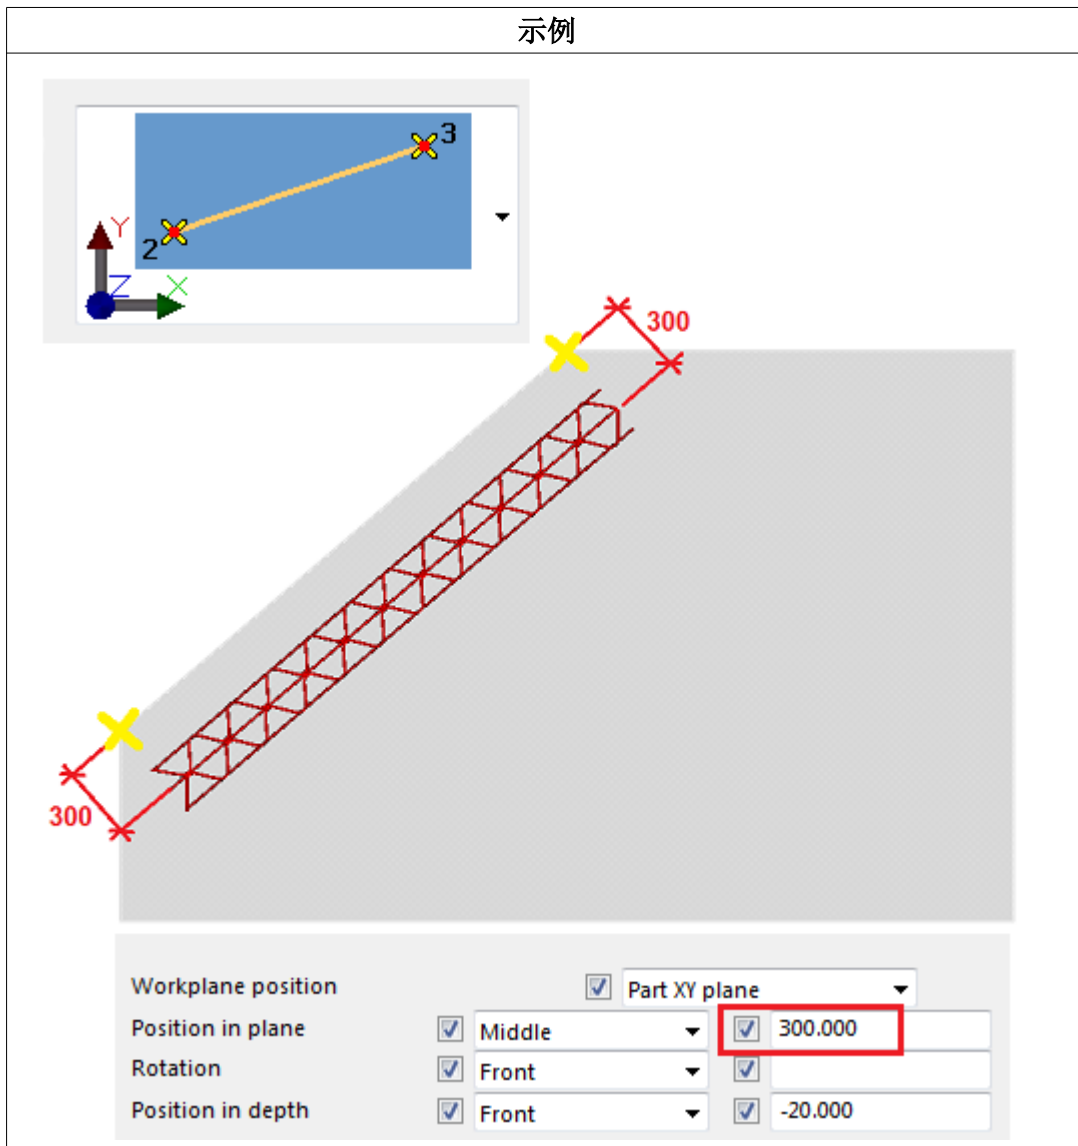 示例
3
Y
2
Z X
300
300
Workplane position Part XY plane
Position in plane Middle 300.000
Rotation Front
Position in depth Front -20.000